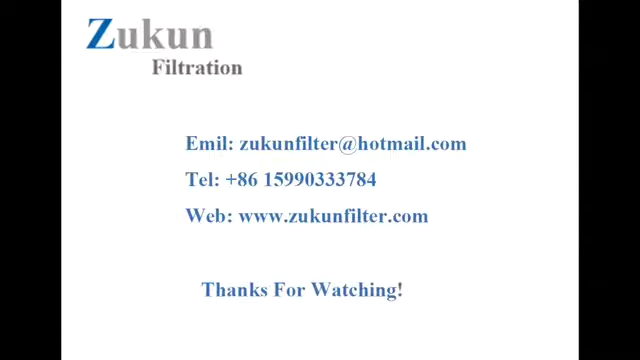 Zukun
Filtration
Emil: zukunfilter@hotmail.com
Tel: +86 15990333784
Web: www.zukunfilter.com
Thanks For Watching!